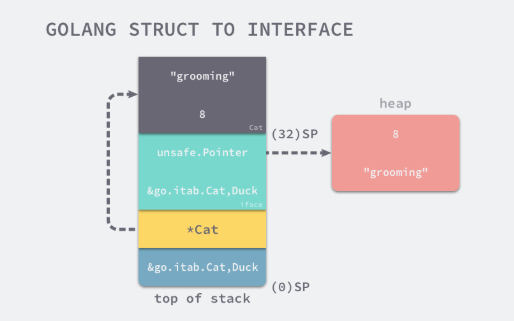 GOLANG STRUCT TO INTERFACE
"grooming"
8
Cat
(32)SP
unsafe.Pointer
&go.itab.Cat,Duck
iface
*Cat
&go.itab.Cat,Duck
(0)SP
top of stack
heap
8
"grooming"